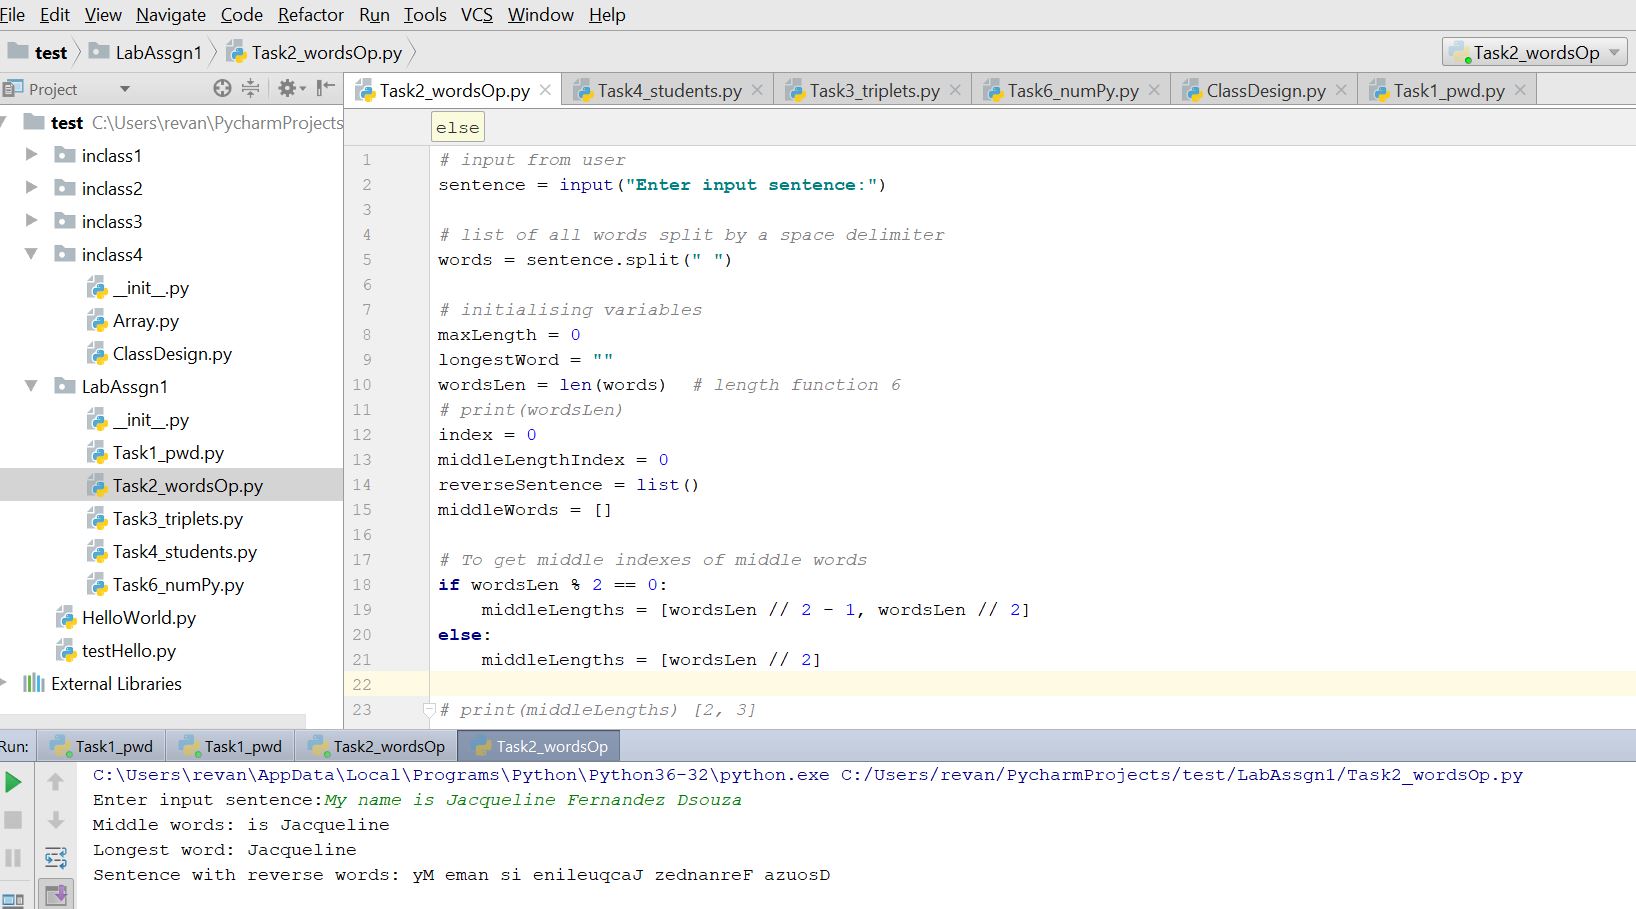 File Edit View Navigate Code Refactor Run Tools VCS Window Help
test LabAssgn1 Task2_wordsOp.py Task2_wordsOp
Project
Task2_wordsOp.py Task4_students.py Task3_triplets.py Task6_numPy.py ClassDesign.py Task1_pwd.py
test C:\Users\revan\PycharmProjects
inclass1
inclass2
inclass3
inclass4
__init__.py
Array.py
ClassDesign.py
LabAssgn1
__init__.py
Task1_pwd.py
Task2_wordsOp.py
Task3_triplets.py
Task4_students.py
Task6_numPy.py
HelloWorld.py
testHello.py
External Libraries
else
1 # input from user
2 sentence = input("Enter input sentence:")
3
4 # list of all words split by a space delimiter
5 words = sentence.split(" ")
6
7 # initialising variables
8 maxLength = 0
9 longestWord = ""
10 wordsLen = len(words)  # length function 6
11 # print(wordsLen)
12 index = 0
13 middleLengthIndex = 0
14 reverseSentence = list()
15 middleWords = []
16
17 # To get middle indexes of middle words
18 if wordsLen % 2 == 0:
19     middleLengths = [wordsLen // 2 - 1, wordsLen // 2]
20 else:
21     middleLengths = [wordsLen // 2]
22
23 # print(middleLengths) [2, 3]
Run: Task1_pwd Task1_pwd Task2_wordsOp Task2_wordsOp
C:\Users\revan\AppData\Local\Programs\Python\Python36-32\python.exe C:/Users/revan/PycharmProjects/test/LabAssgn1/Task2_wordsOp.py
Enter input sentence:My name is Jacqueline Fernandez Dsouza
Middle words: is Jacqueline
Longest word: Jacqueline
Sentence with reverse words: yM eman si enileuqcaJ zednanreF azuosD